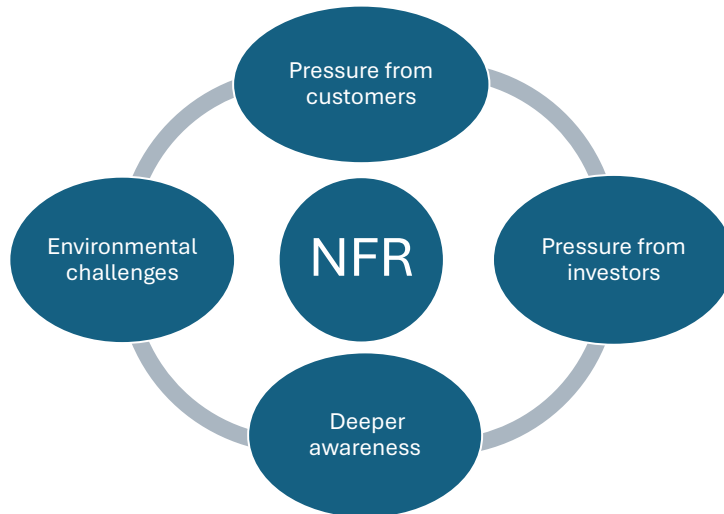 Pressure from
customers
Environmental
challenges
NFR
Pressure from
investors
Deeper
awareness